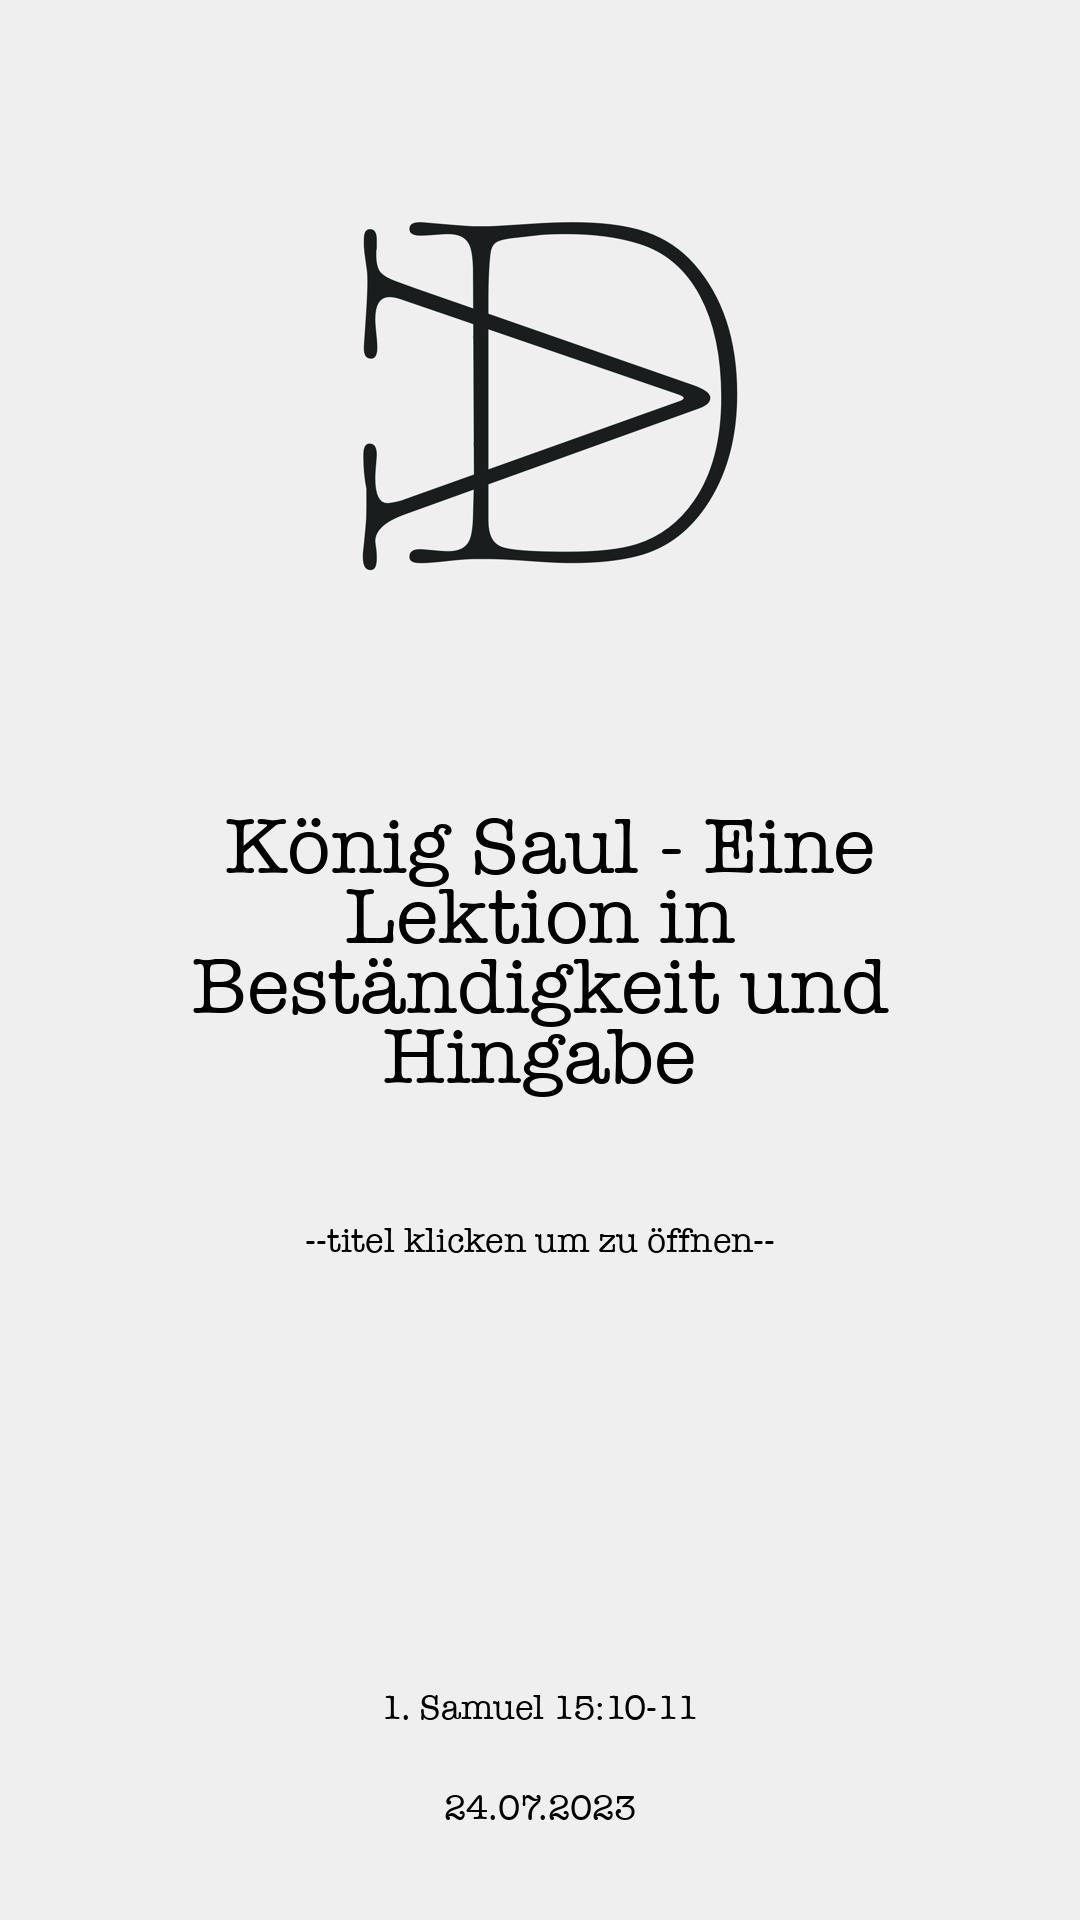 König Saul - Eine
Lektion in
Beständigkeit und
Hingabe
--titel klicken um zu öffnen--
1. Samuel 15:10-11
24.07.2023